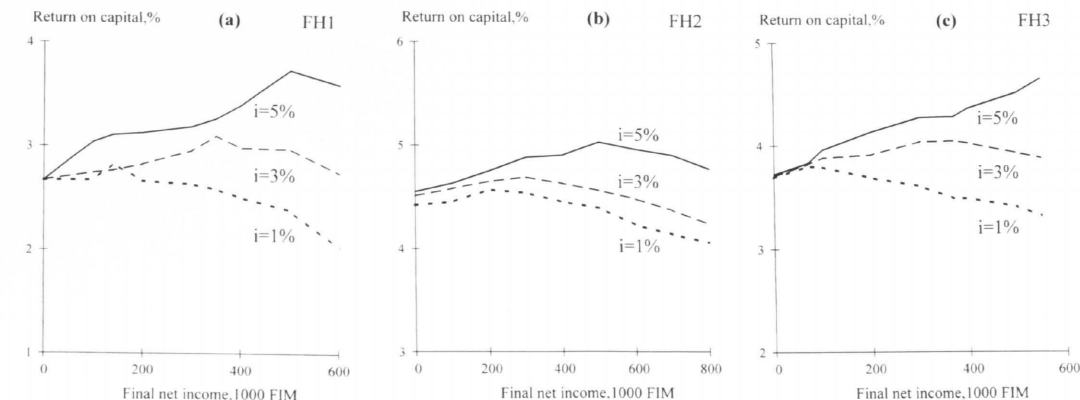 Return on capital,% (a) FH1
4
3
2
1
i=5%
i=3%
i=1%
0 200 400 600
Final net income,1000 FIM
Return on capital,% (b) FH2
6
5
4
3
i=5%
i=3%
i=1%
0 200 400 600 800
Final net income,1000 FIM
Return on capital,% (c) FH3
5
4
3
2
i=5%
i=3%
i=1%
0 200 400 600
Final net income,1000 FIM